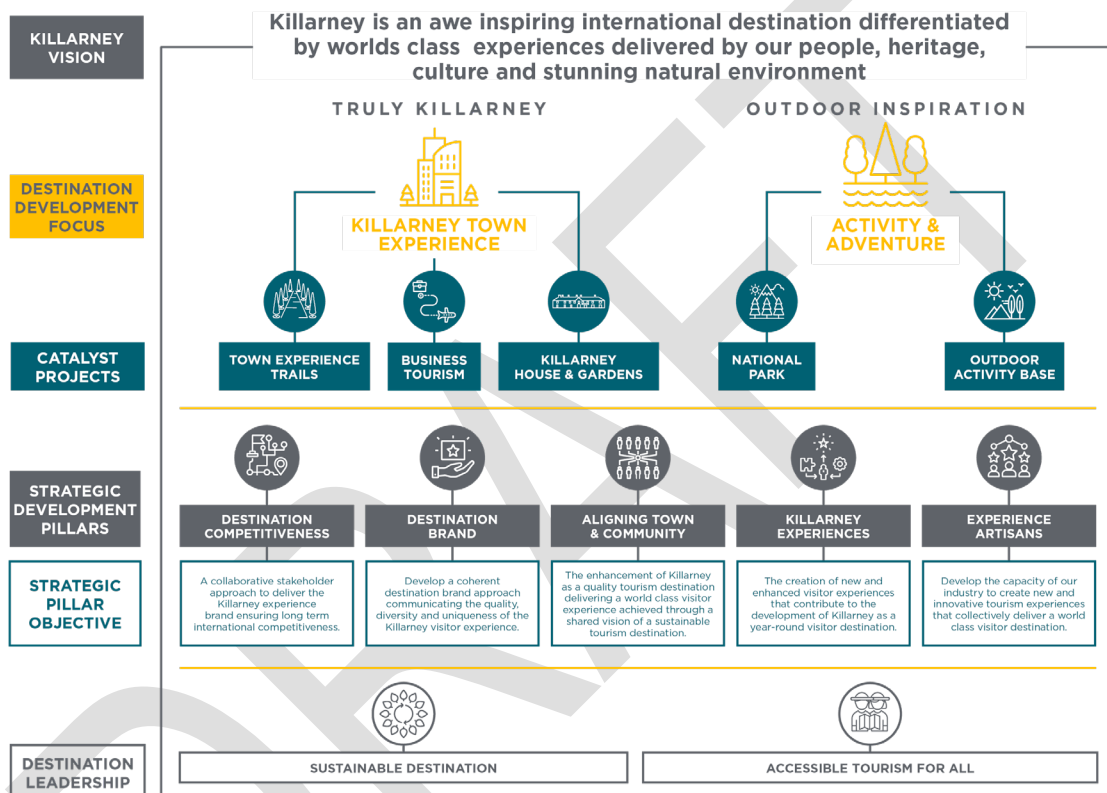 KILLARNEY
VISION
Killarney is an awe inspiring international destination differentiated
by worlds class experiences delivered by our people, heritage,
culture and stunning natural environment
TRULY KILLARNEY
OUTDOOR INSPIRATION
DESTINATION
DEVELOPMENT
FOCUS
KILLARNEY TOWN
EXPERIENCE
ACTIVITY &
ADVENTURE
CATALYST
PROJECTS
TOWN EXPERIENCE
TRAILS
BUSINESS
TOURISM
KILLARNEY
HOUSE & GARDENS
NATIONAL
PARK
OUTDOOR
ACTIVITY BASE
STRATEGIC
DEVELOPMENT
PILLARS
DESTINATION
COMPETITIVENESS
DESTINATION
BRAND
ALIGNING TOWN
& COMMUNITY
KILLARNEY
EXPERIENCES
EXPERIENCE
ARTISANS
STRATEGIC
PILLAR
OBJECTIVE
A collaborative stakeholder
approach to deliver the
Killarney experience
brand ensuring long term
international competitiveness.
Develop a coherent
destination brand approach
communicating the quality,
diversity and uniqueness of the
Killarney visitor experience.
The enhancement of Killarney
as a quality tourism destination
delivering a world class visitor
experience achieved through a
shared vision of a sustainable
tourism destination.
The creation of new and
enhanced visitor experiences
that contribute to the
development of Killarney as a
year-round visitor destination.
Develop the capacity of our
industry to create new and
innovative tourism experiences
that collectively deliver a world
class visitor destination.
DESTINATION
LEADERSHIP
SUSTAINABLE DESTINATION
ACCESSIBLE TOURISM FOR ALL
DRAFT